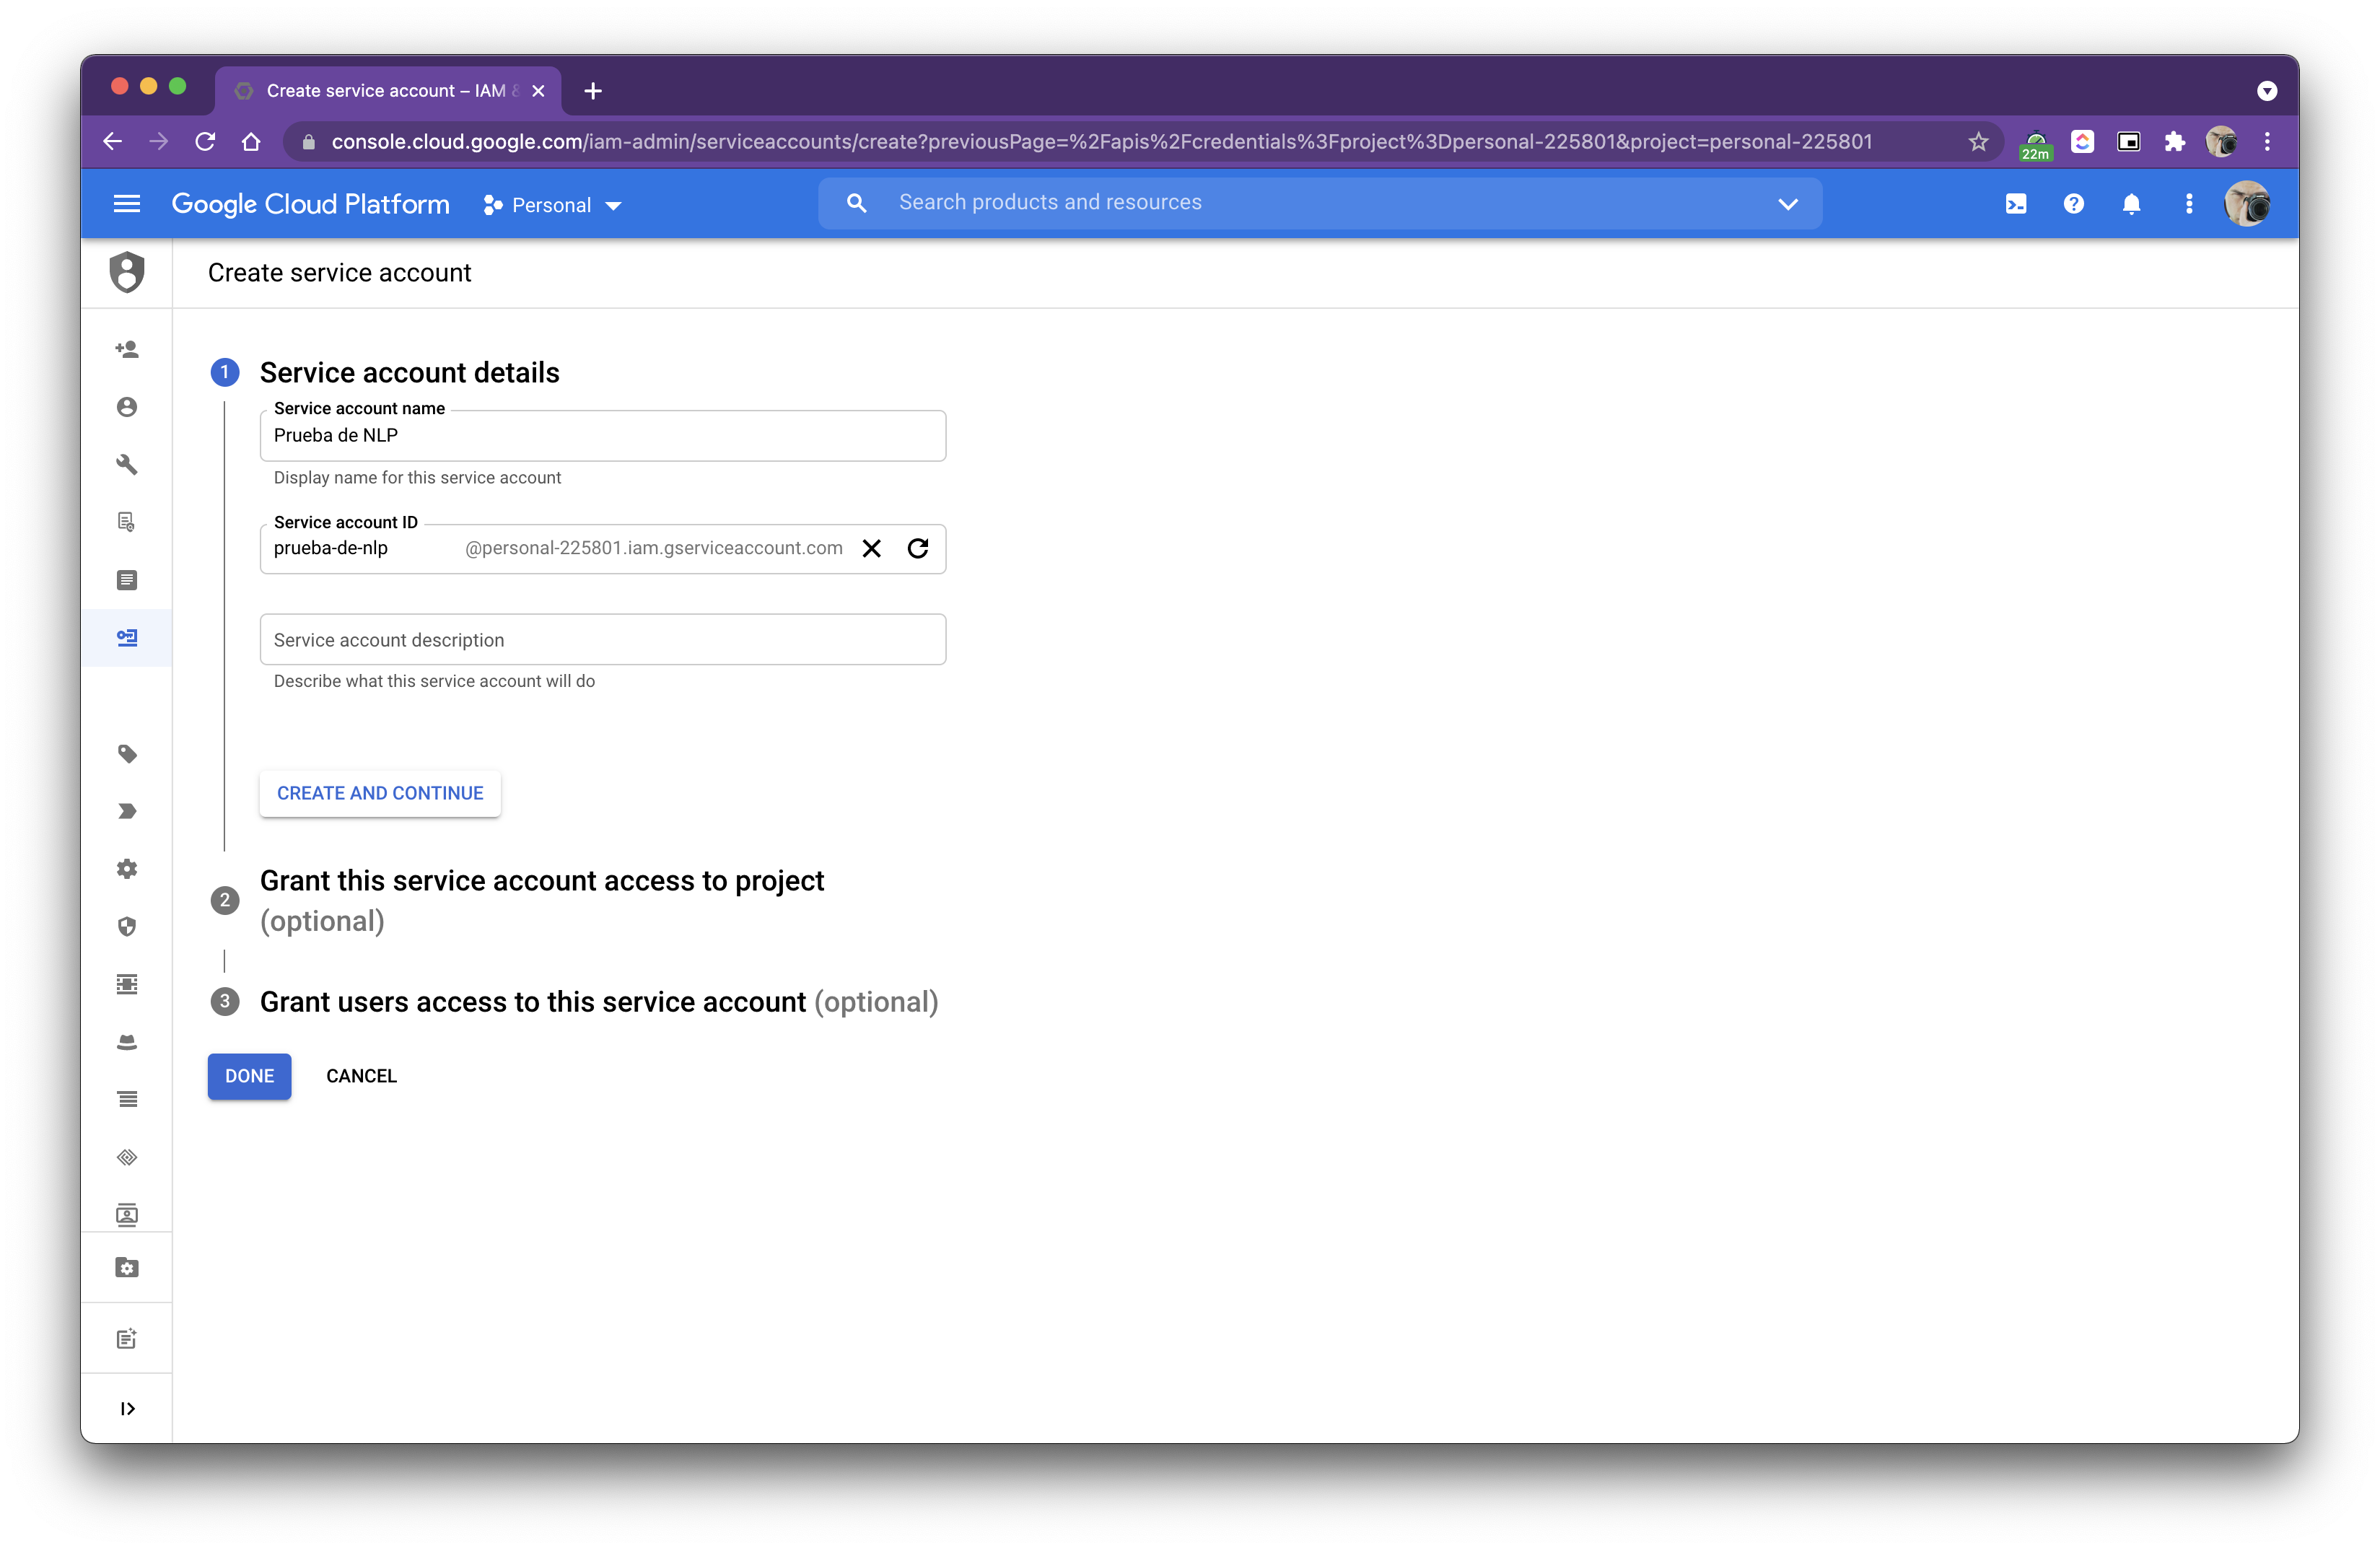 Create service account – IAM &
console.cloud.google.com/iam-admin/serviceaccounts/create?previousPage=%2Fapis%2Fcredentials%3Fproject%3Dpersonal-225801&project=personal-225801
22m
Google Cloud Platform
Personal
Search products and resources
Create service account
1 Service account details
Service account name
Prueba de NLP
Display name for this service account
Service account ID
prueba-de-nlp @personal-225801.iam.gserviceaccount.com
Service account description
Describe what this service account will do
CREATE AND CONTINUE
2 Grant this service account access to project
(optional)
3 Grant users access to this service account (optional)
DONE CANCEL